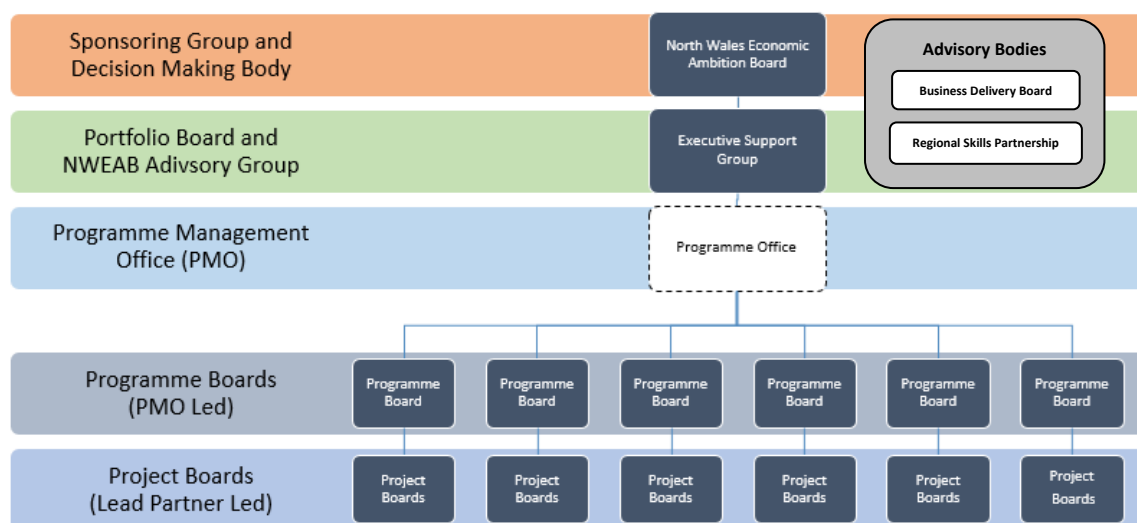 Sponsoring Group and
Decision Making Body
North Wales Economic
Ambition Board
Advisory Bodies
Business Delivery Board
Regional Skills Partnership
Portfolio Board and
NWEAB Adivsory Group
Executive Support
Group
Programme Management
Office (PMO)
Programme Office
Programme Boards
(PMO Led)
Programme
Board
Programme
Board
Programme
Board
Programme
Board
Programme
Board
Programme
Board
Project Boards
(Lead Partner Led)
Project
Boards
Project
Boards
Project
Boards
Project
Boards
Project
Boards
Project
Boards